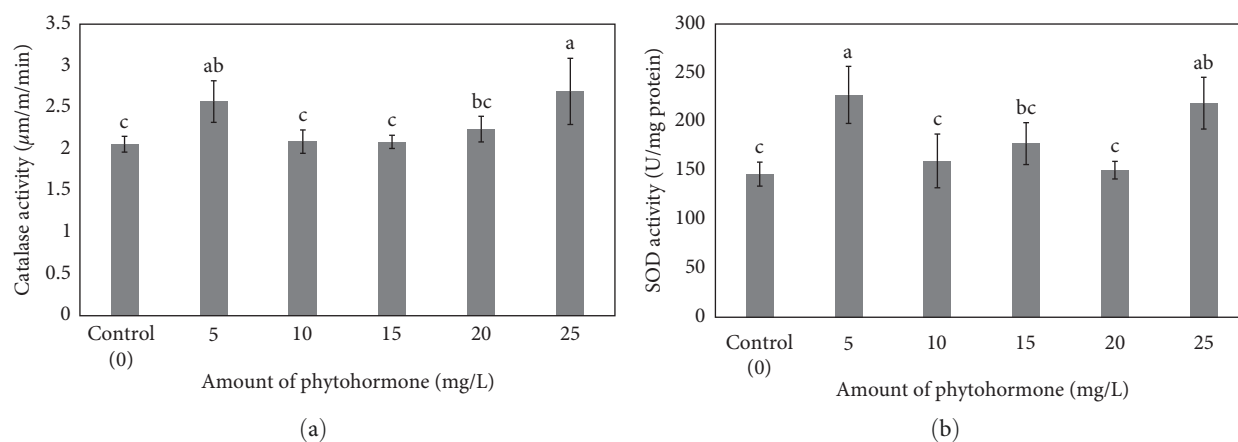 3.5
3
2.5
2
1.5
1
0.5
0
Catalase activity (µm/m/min)
c
ab
c
c
bc
a
Control
(0)
5
10
15
20
25
Amount of phytohormone (mg/L)
(a)
300
250
200
150
100
50
0
SOD activity (U/mg protein)
c
a
c
bc
c
ab
Control
(0)
5
10
15
20
25
Amount of phytohormone (mg/L)
(b)